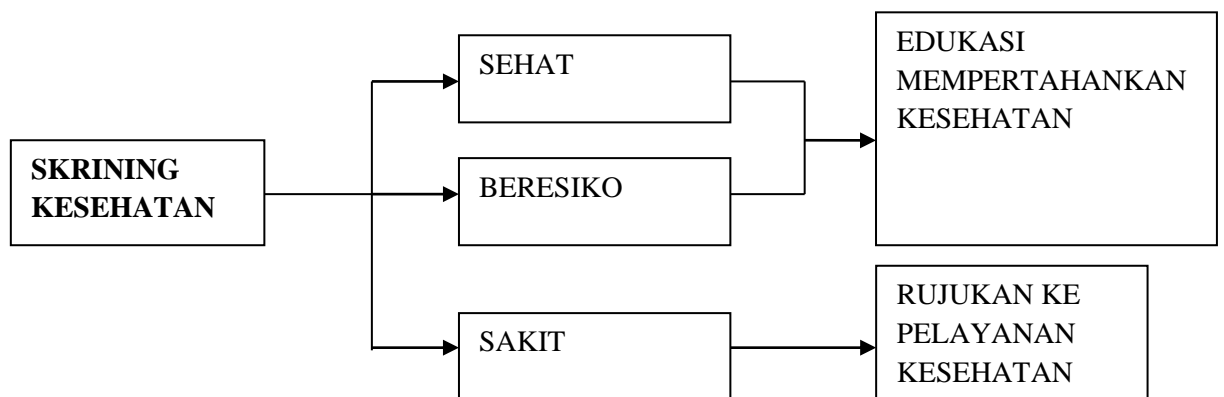 SKRINING
KESEHATAN
SEHAT
BERESIKO
SAKIT
EDUKASI
MEMPERTAHANKAN
KESEHATAN
RUJUKAN KE
PELAYANAN
KESEHATAN